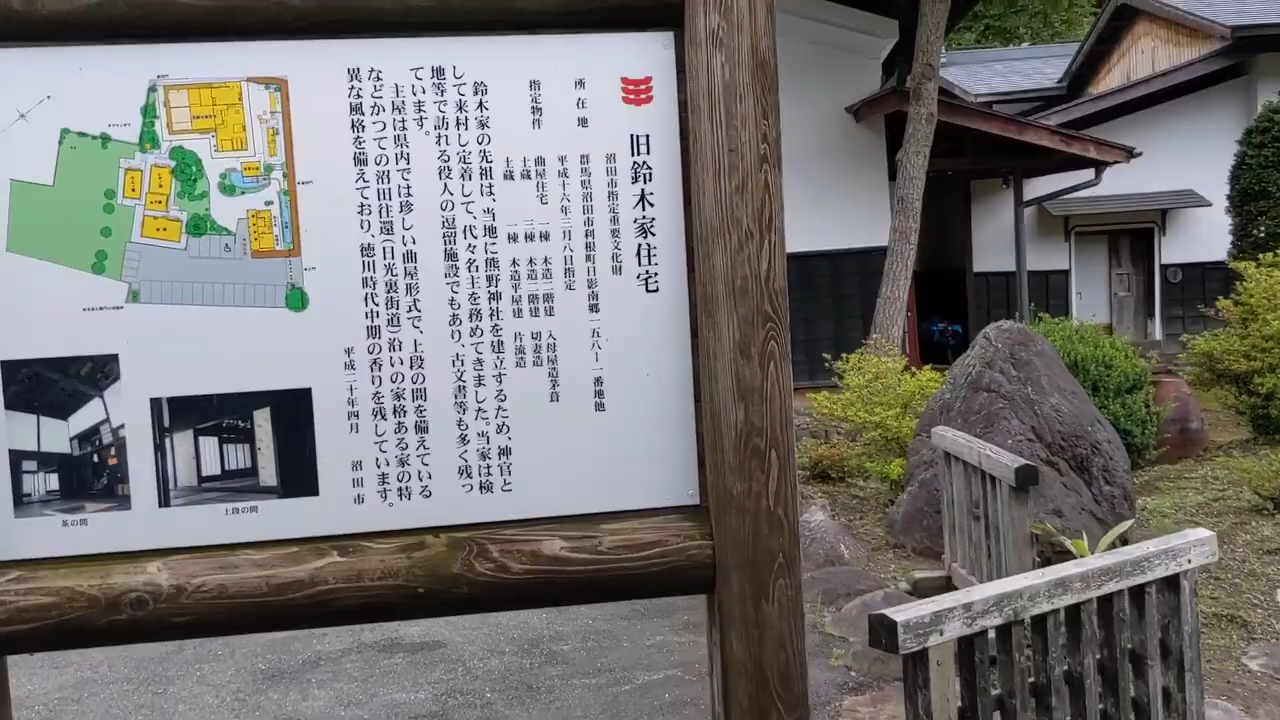 旧鈴木家住宅
沼田市指定重要文化財
所在地　群馬県沼田市利根町日影南郷一五八ー一番地他
平成十六年三月八日指定
指定物件　曲屋住宅　一棟　木造二階建　入母屋造茅葺
土蔵　三棟　木造二階建　切妻造
土蔵　一棟　木造平屋建　片流造
鈴木家の先祖は、当地に熊野神社を建立するため、神官と
して来村し定着して、代々名主を務めてきました。当家は検
地等で訪れる役人の逗留施設でもあり、古文書等も多く残っ
ています。
主屋は県内では珍しい曲屋形式で、上段の間を備えている
などかつての沼田往還（日光裏街道）沿いの家格ある家の特
異な風格を備えており、徳川時代中期の香りを残しています。
平成二十年四月　沼田市
茶の間
上段の間